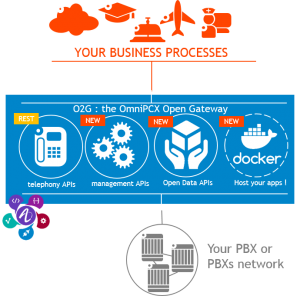 YOUR BUSINESS PROCESSES
O2G : the OmniPCX Open Gateway
REST
NEW
NEW
NEW
docker
telephony APIs
management APIs
Open Data APIs
Host your apps !
Your PBX or
PBXs network